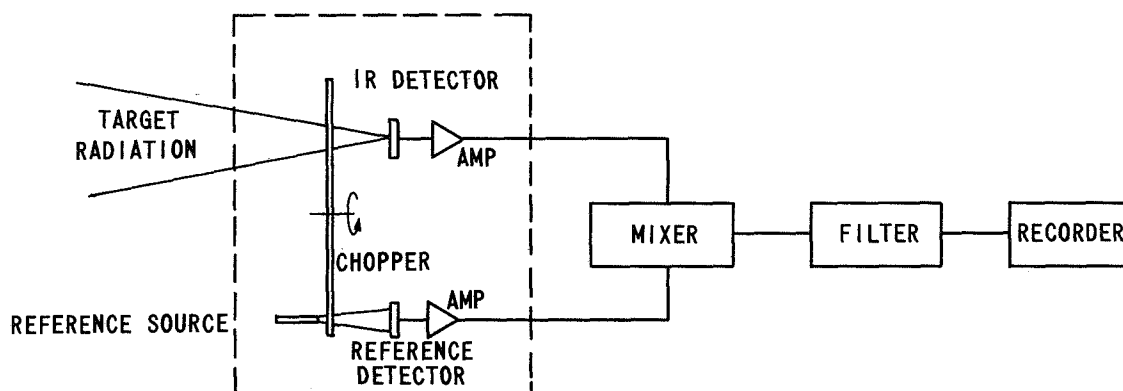 IR DETECTOR
TARGET
RADIATION
AMP
MIXER
FILTER
RECORDER
CHOPPER
AMP
REFERENCE SOURCE
REFERENCE
DETECTOR